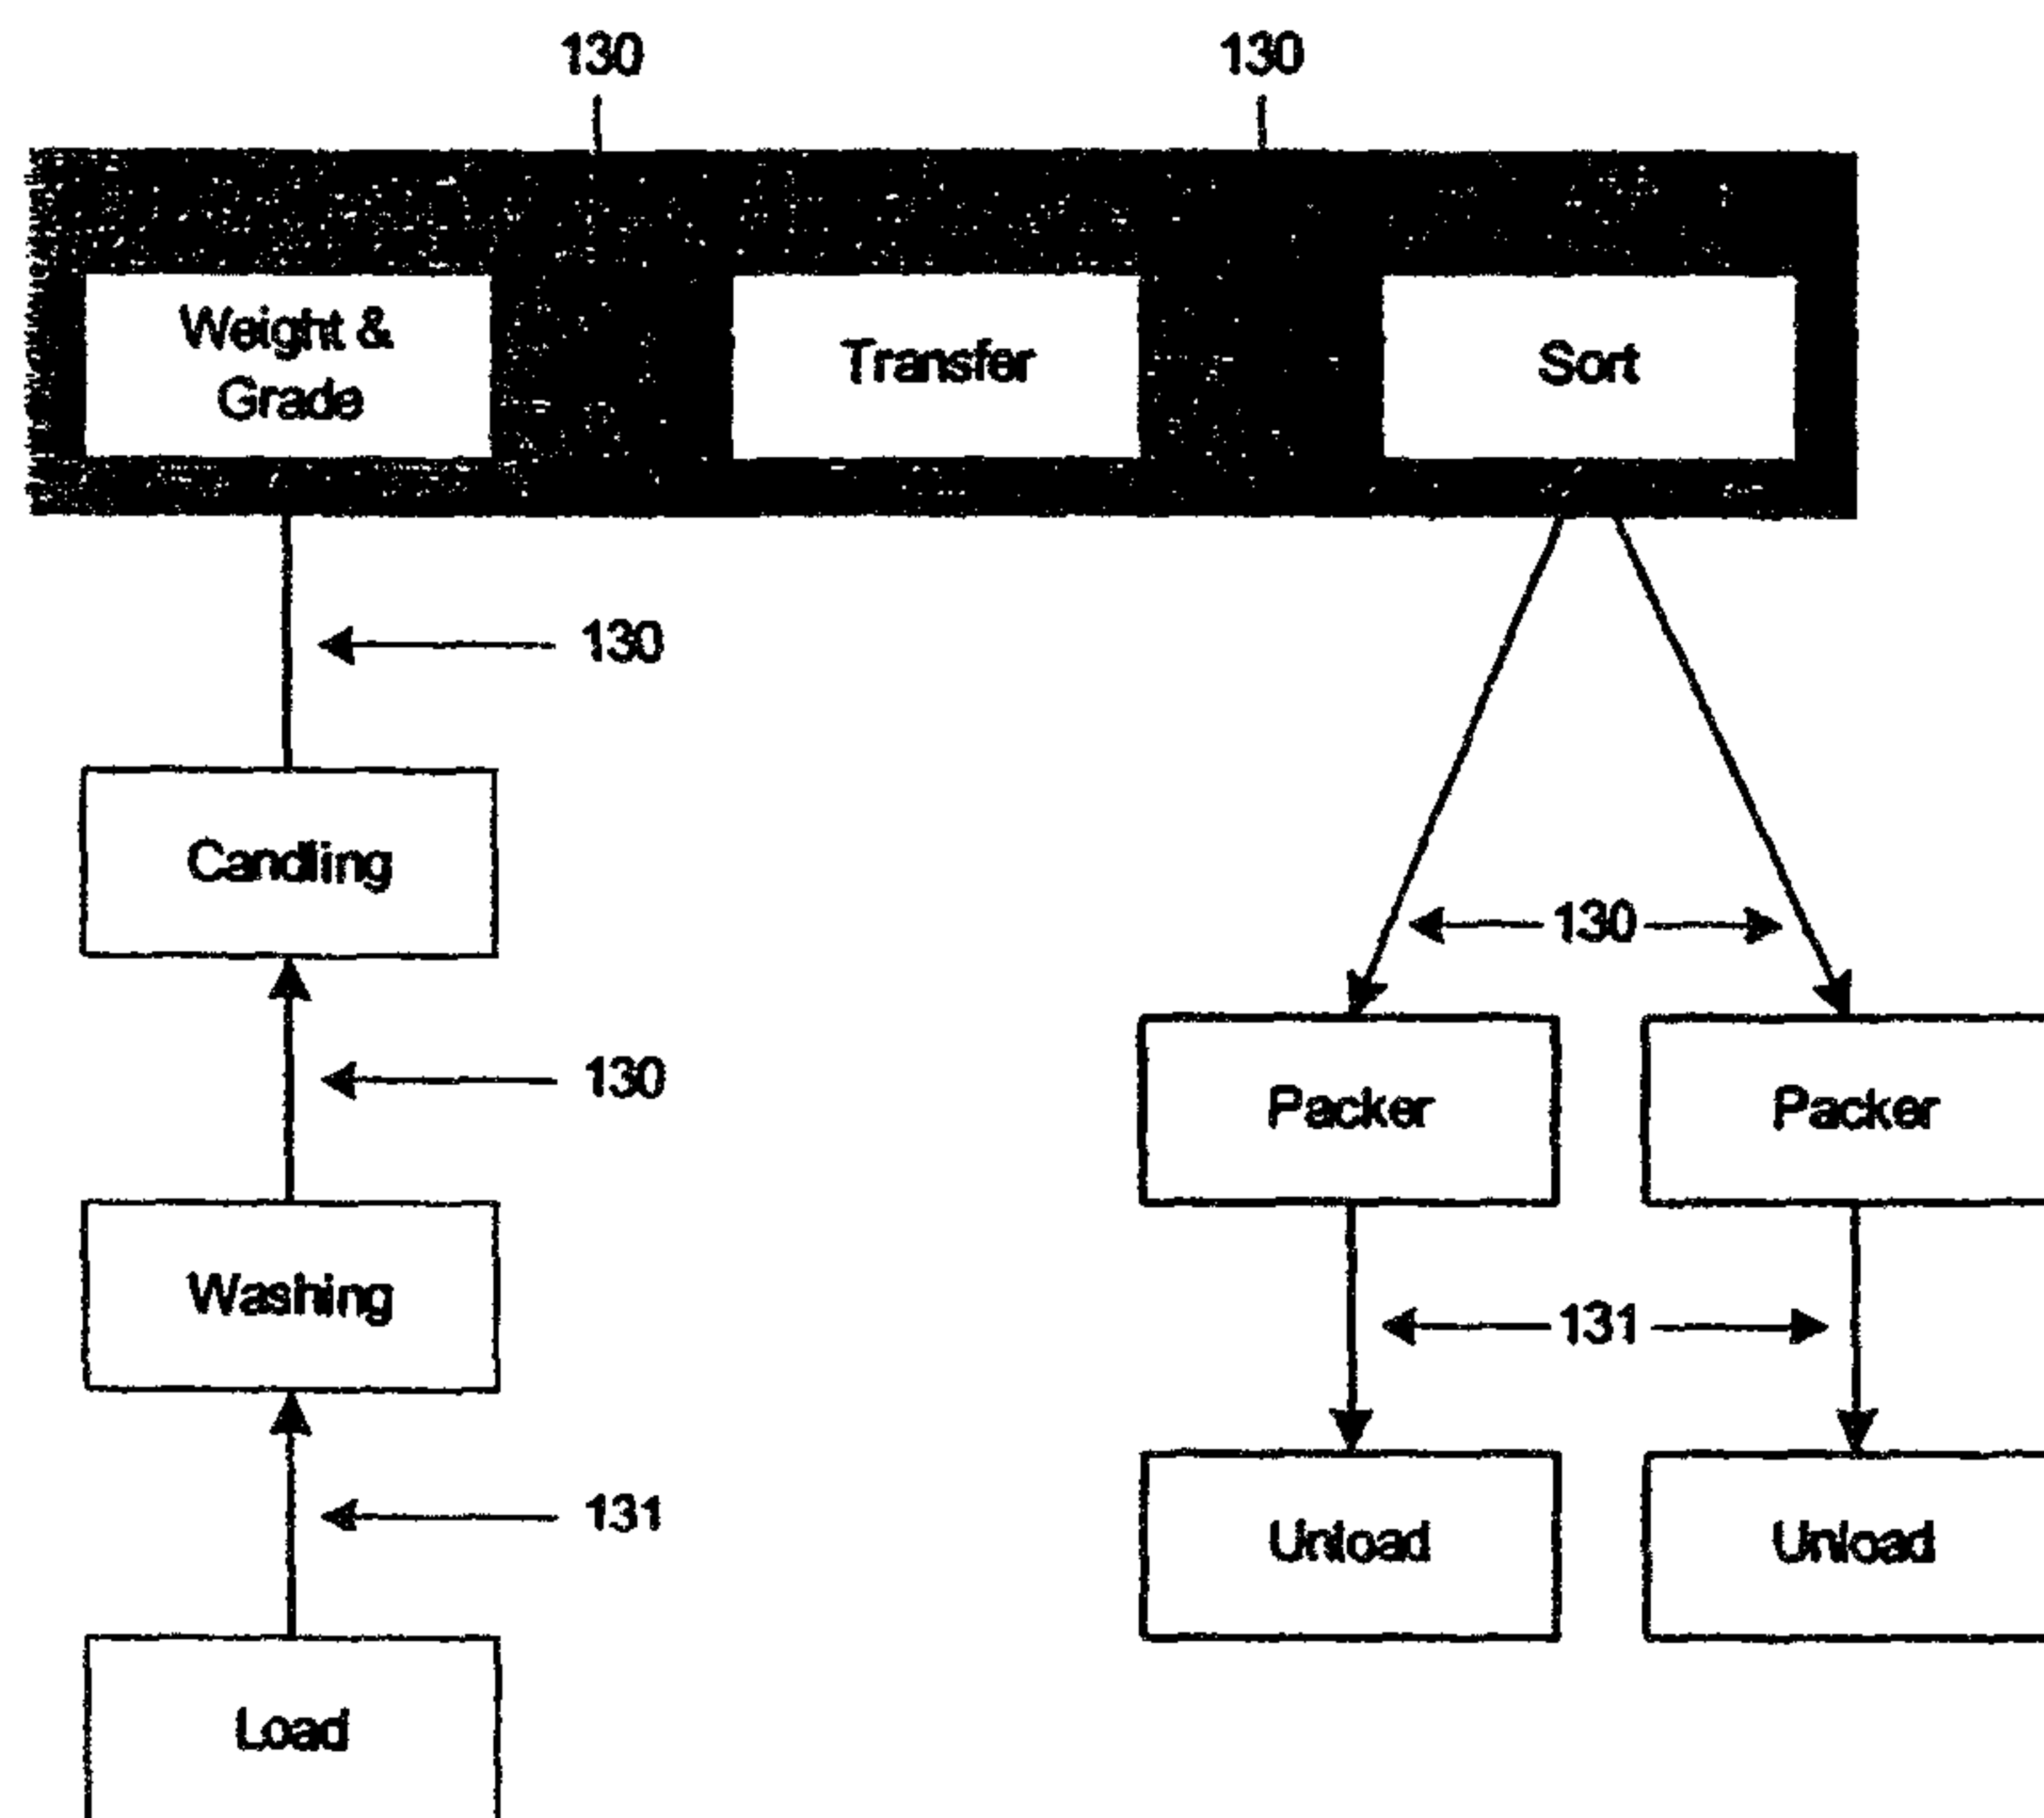 130
130
Weight &
Grade
Transfer
Sort
130
Candling
130
130
Packer
Packer
Washing
131
131
Unload
Unload
Load